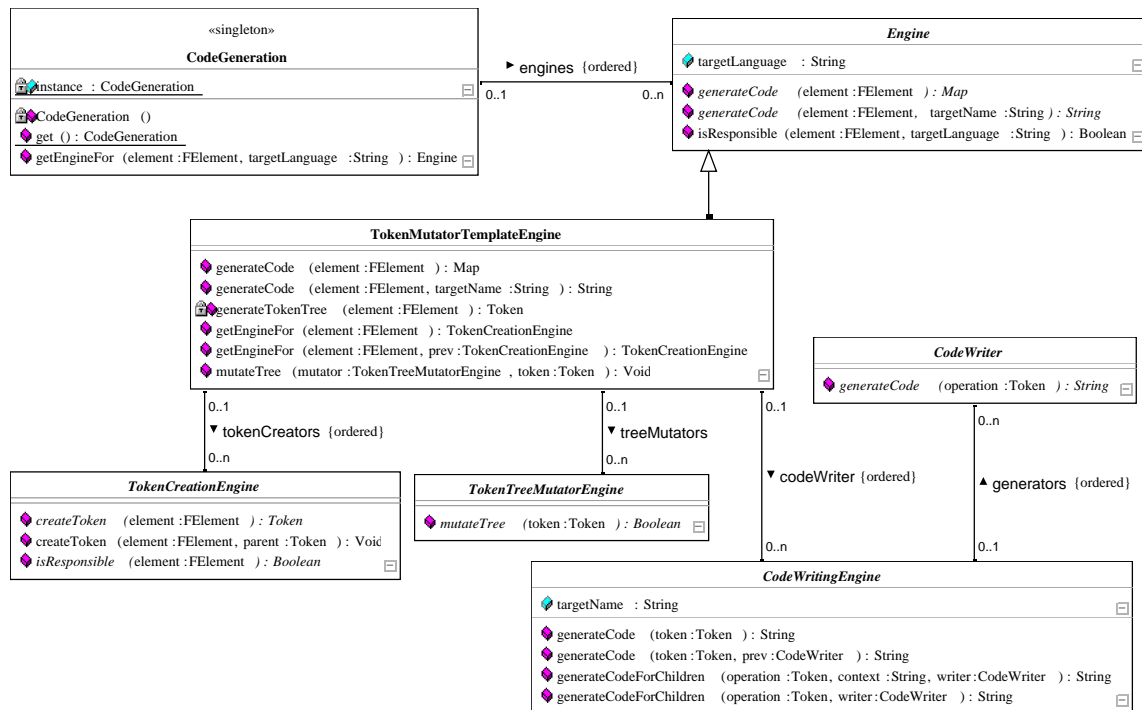 «singleton»
CodeGeneration
instance : CodeGeneration
CodeGeneration ()
get () : CodeGeneration
getEngineFor (element :FElement, targetLanguage :String ) : Engine
engines {ordered}
0..1
0..n
Engine
targetLanguage : String
generateCode (element :FElement ) : Map
generateCode (element :FElement, targetName :String ) : String
isResponsible (element :FElement, targetLanguage :String ) : Boolean
TokenMutatorTemplateEngine
generateCode (element :FElement ) : Map
generateCode (element :FElement, targetName :String ) : String
generateTokenTree (element :FElement ) : Token
getEngineFor (element :FElement ) : TokenCreationEngine
getEngineFor (element :FElement, prev :TokenCreationEngine ) : TokenCreationEngine
mutateTree (mutator :TokenTreeMutatorEngine , token :Token ) : Void
CodeWriter
generateCode (operation :Token ) : String
0..1
tokenCreators {ordered}
0..n
0..1
treeMutators
0..n
0..1
codeWriter {ordered}
0..n
0..n
generators {ordered}
0..1
TokenCreationEngine
createToken (element :FElement ) : Token
createToken (element :FElement, parent :Token ) : Void
isResponsible (element :FElement ) : Boolean
TokenTreeMutatorEngine
mutateTree (token :Token ) : Boolean
CodeWritingEngine
targetName : String
generateCode (token :Token ) : String
generateCode (token :Token, prev :CodeWriter ) : String
generateCodeForChildren (operation :Token, context :String, writer :CodeWriter ) : String
generateCodeForChildren (operation :Token, writer :CodeWriter ) : String